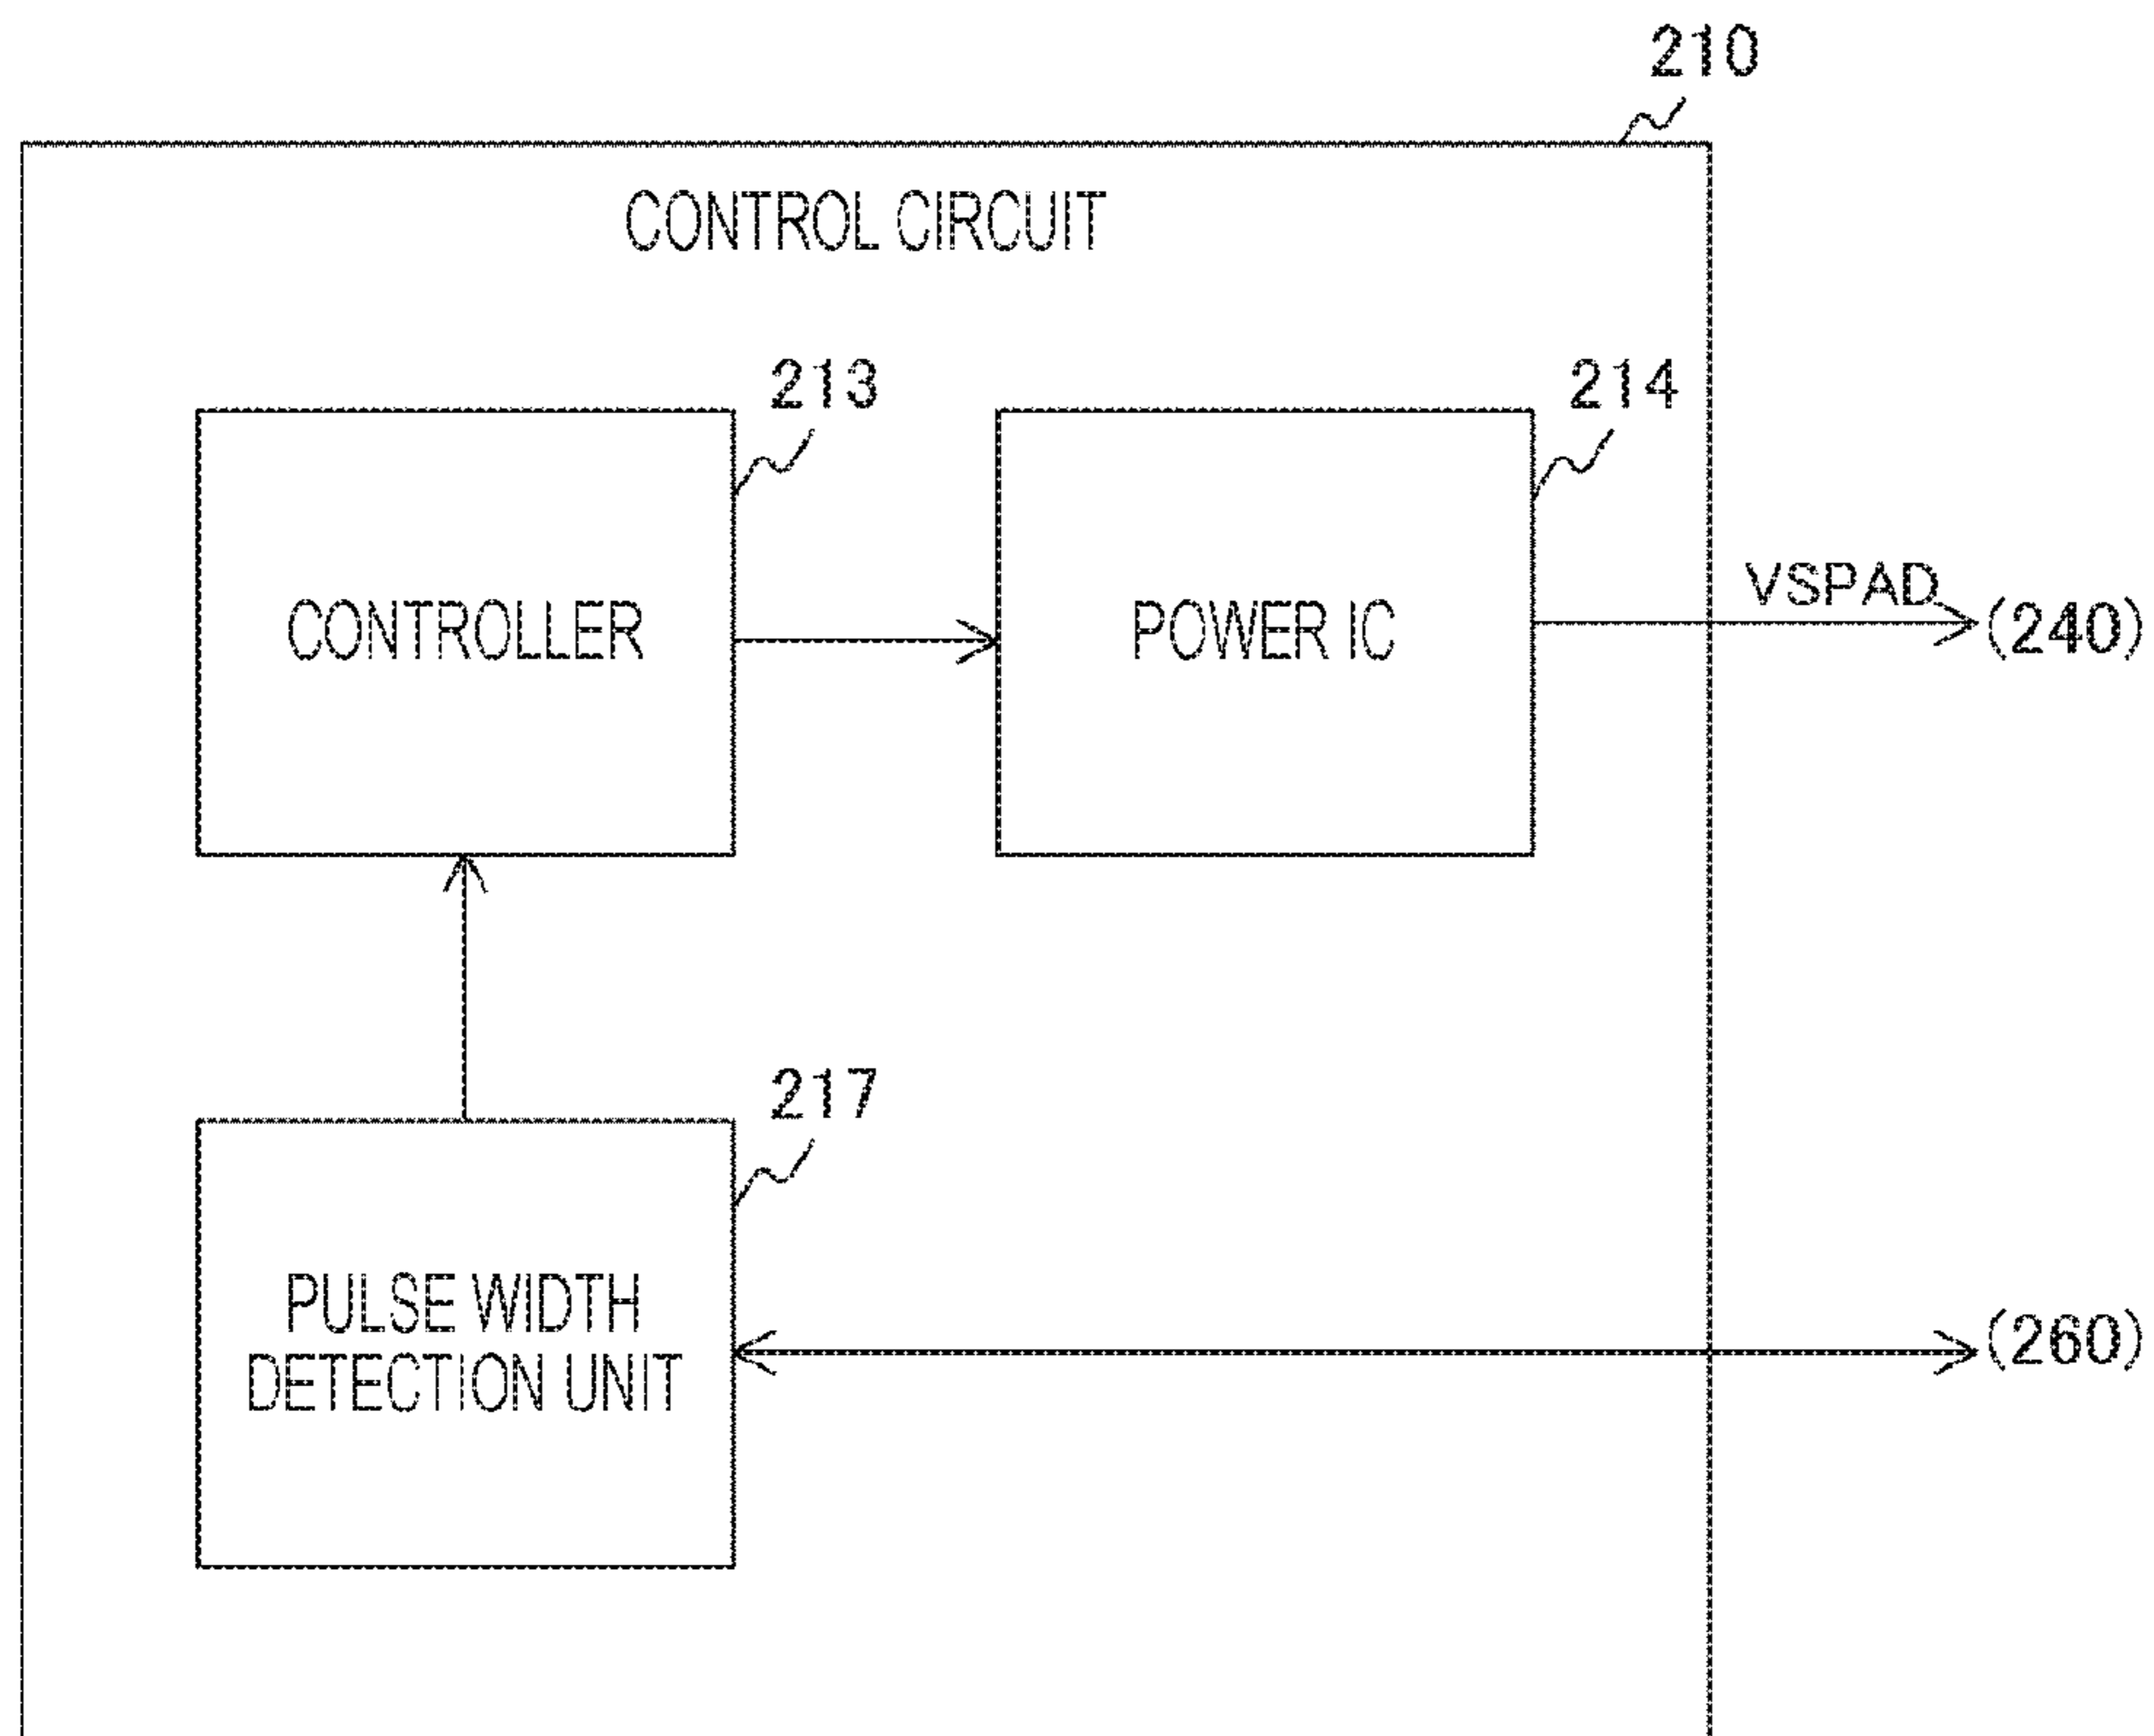 210
CONTROL CIRCUIT
213
214
CONTROLLER
POWER IC
VSPAD
(240)
217
PULSE WIDTH
DETECTION UNIT
(260)